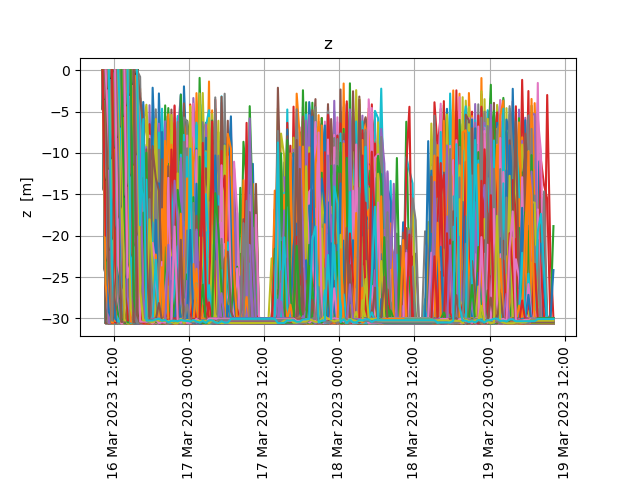 z
0
−5
−10
−15
−20
−25
−30
z [m]
16 Mar 2023 12:00
17 Mar 2023 00:00
17 Mar 2023 12:00
18 Mar 2023 00:00
18 Mar 2023 12:00
19 Mar 2023 00:00
19 Mar 2023 12:00